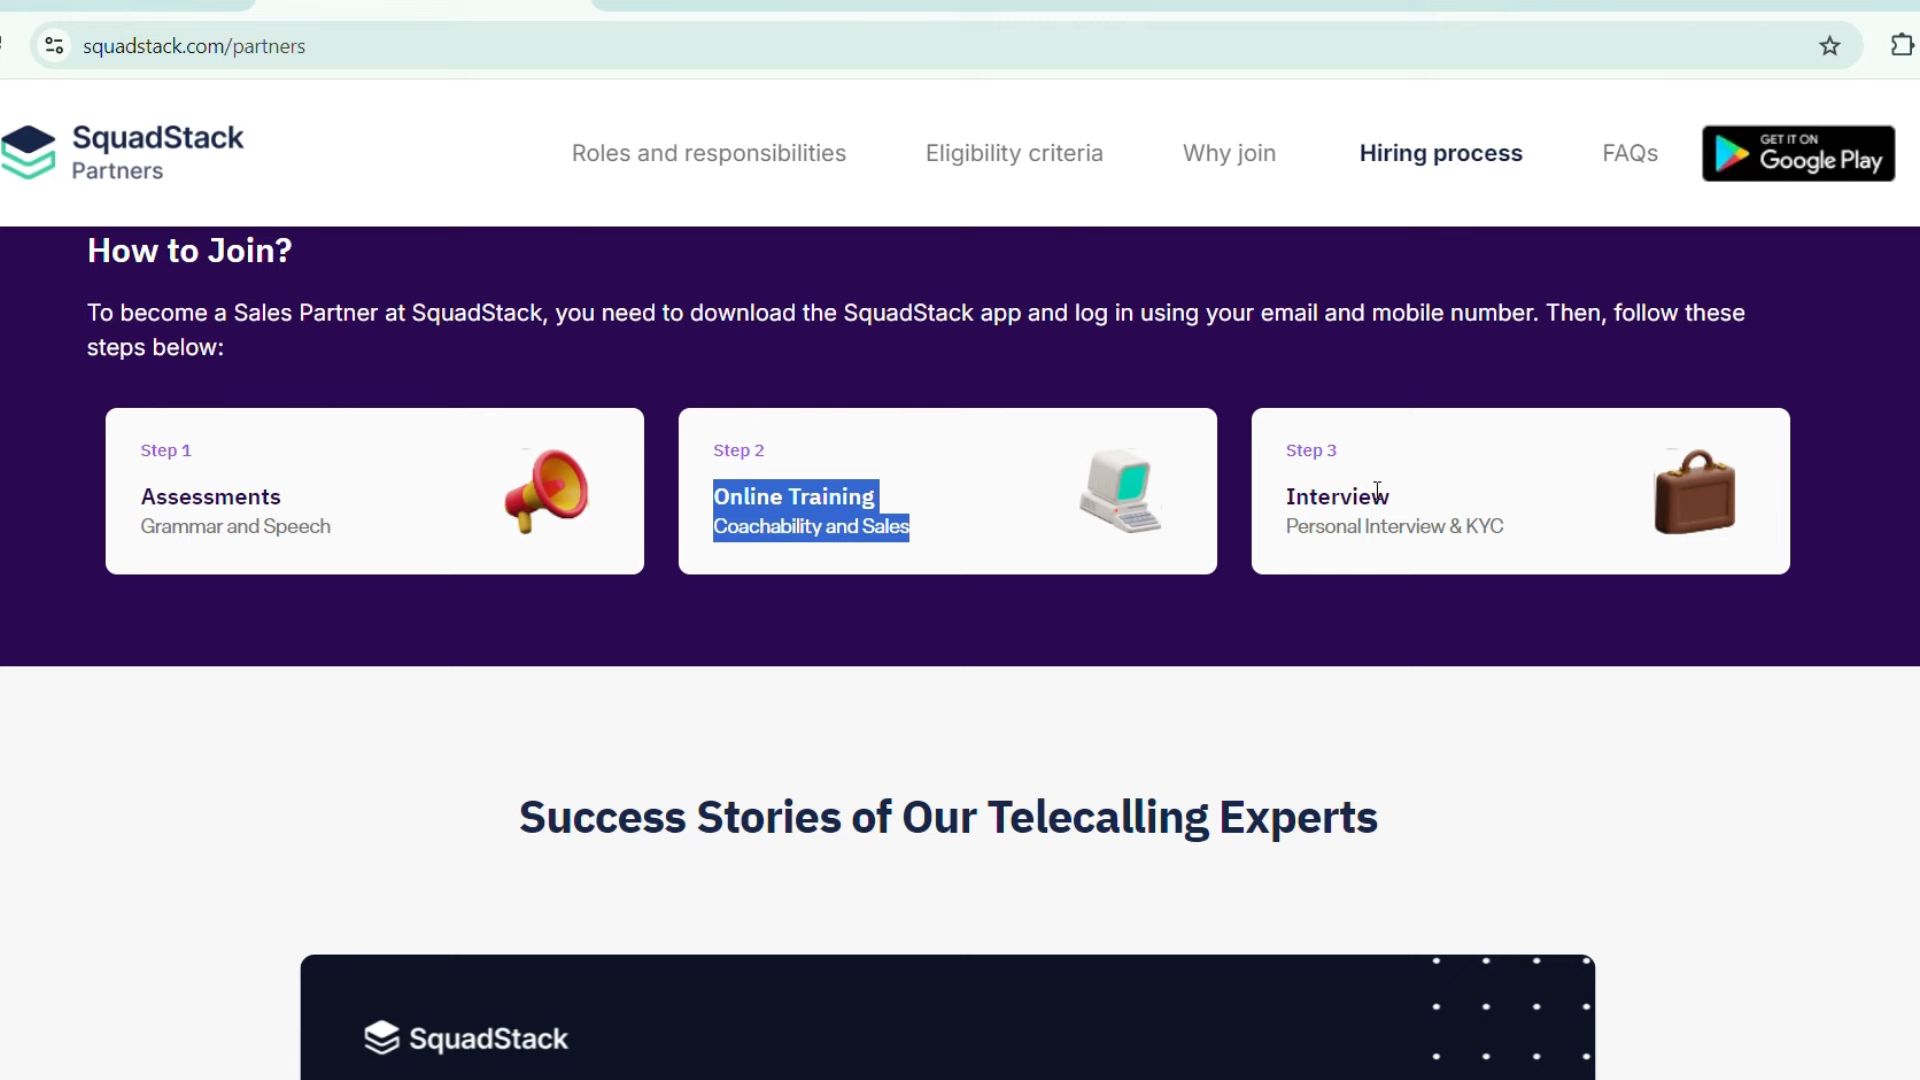 squadstack.com/partners
SquadStack
Partners
Roles and responsibilities
Eligibility criteria
Why join
Hiring process
FAQs
GET IT ON
Google Play
How to Join?
To become a Sales Partner at SquadStack, you need to download the SquadStack app and log in using your email and mobile number. Then, follow these
steps below:
Step 1
Assessments
Grammar and Speech
Step 2
Online Training
Coachability and Sales
Step 3
Interview
Personal Interview & KYC
Success Stories of Our Telecalling Experts
SquadStack